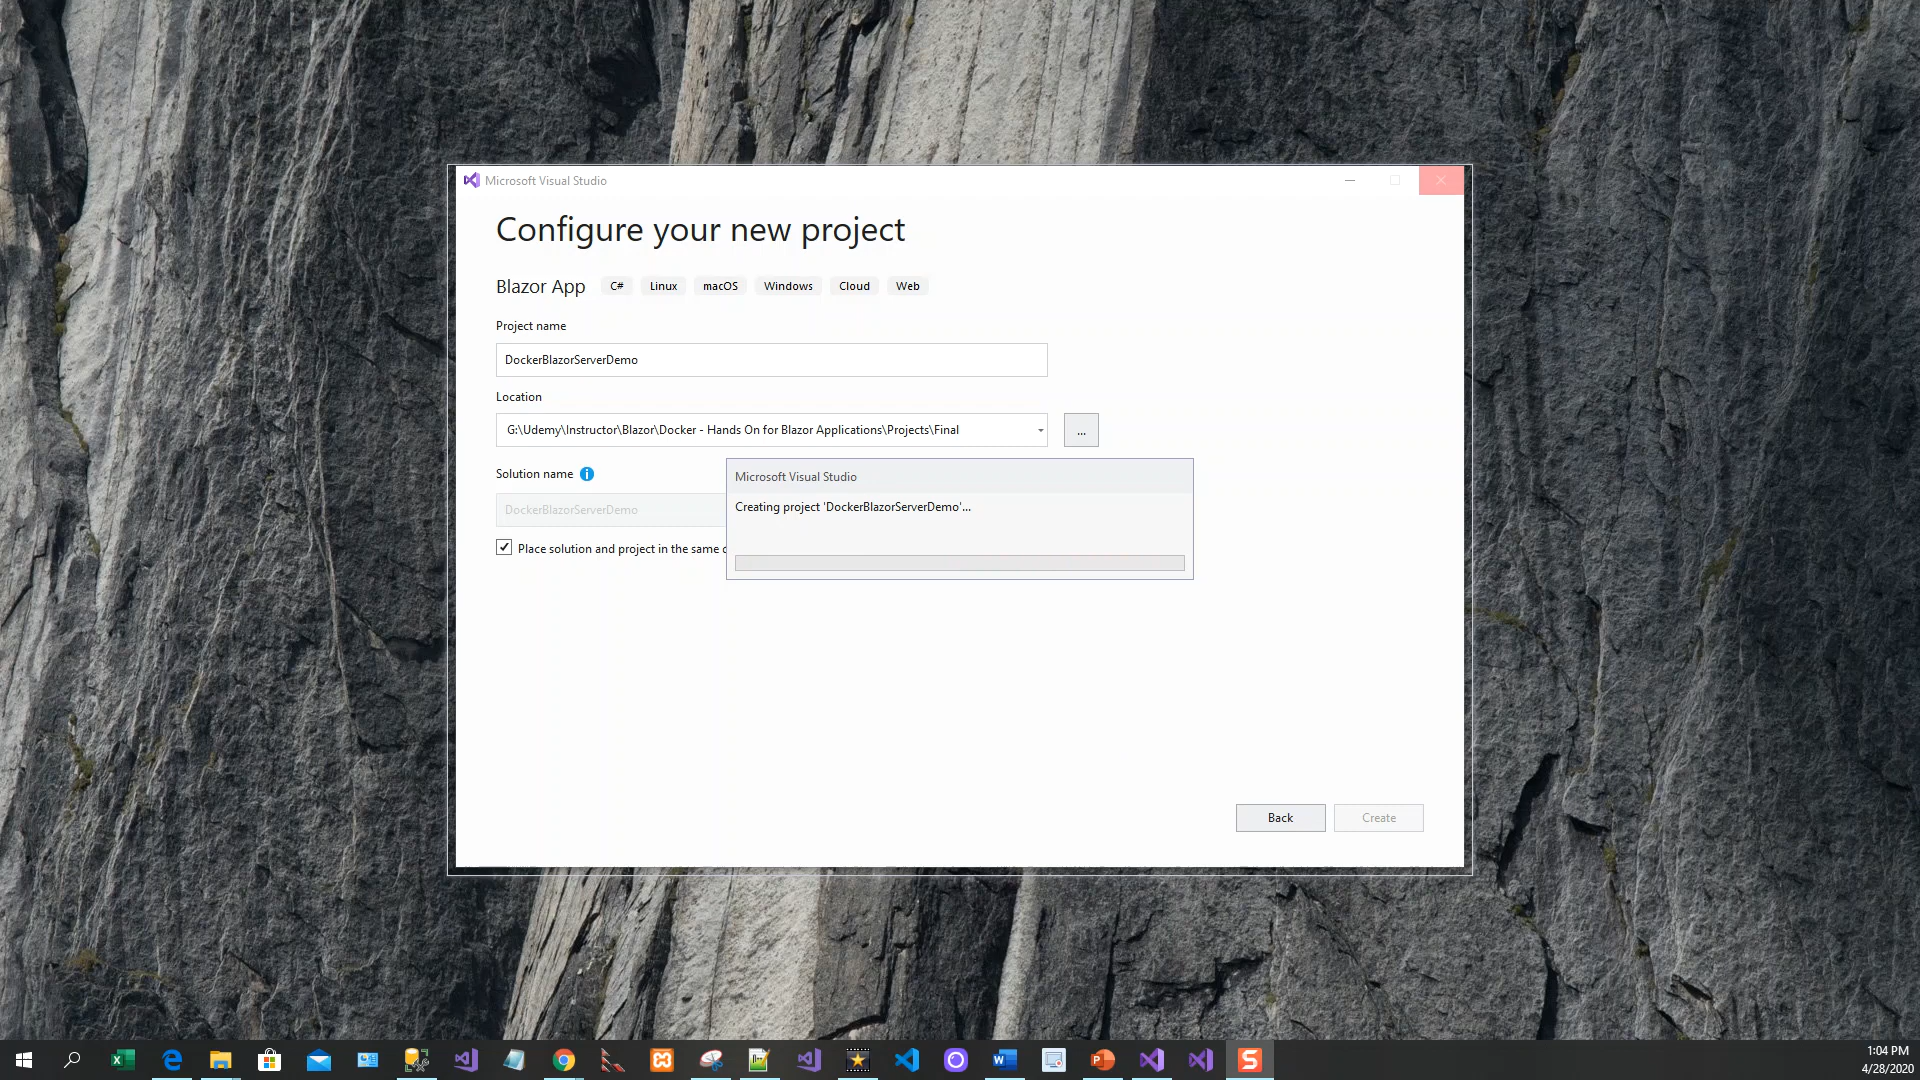 Microsoft Visual Studio
Configure your new project
Blazor App C# Linux macOS Windows Cloud Web
Project name
DockerBlazorServerDemo
Location
G:\Udemy\Instructor\Blazor\Docker - Hands On for Blazor Applications\Projects\Final
...
Solution name
DockerBlazorServerDemo
Place solution and project in the same
Microsoft Visual Studio
Creating project 'DockerBlazorServerDemo'...
Back
Create
1:04 PM
4/28/2020